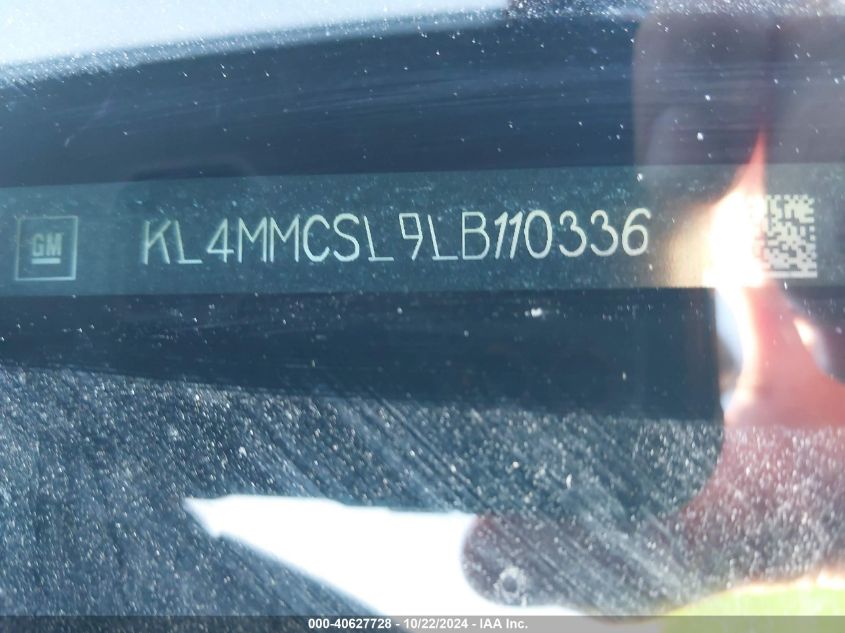 GM KL4MMCSL9LB110336
000-40627728 - 10/22/2024 - IAA Inc.